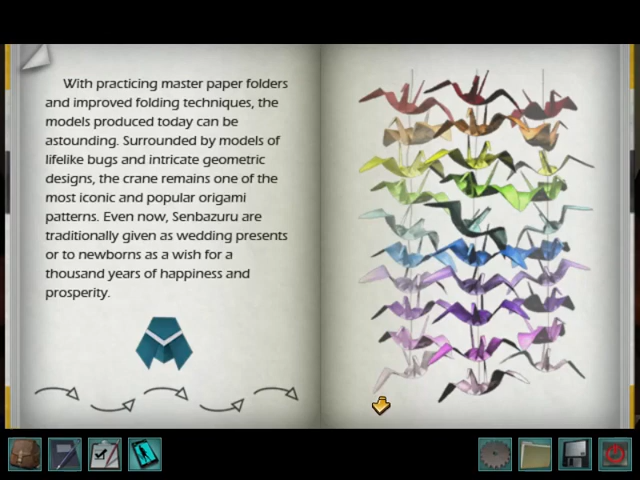 With practicing master paper folders
and improved folding techniques, the
models produced today can be
astounding. Surrounded by models of
lifelike bugs and intricate geometric
designs, the crane remains one of the
most iconic and popular origami
patterns. Even now, Senbazuru are
traditionally given as wedding presents
or to newborns as a wish for a
thousand years of happiness and
prosperity.